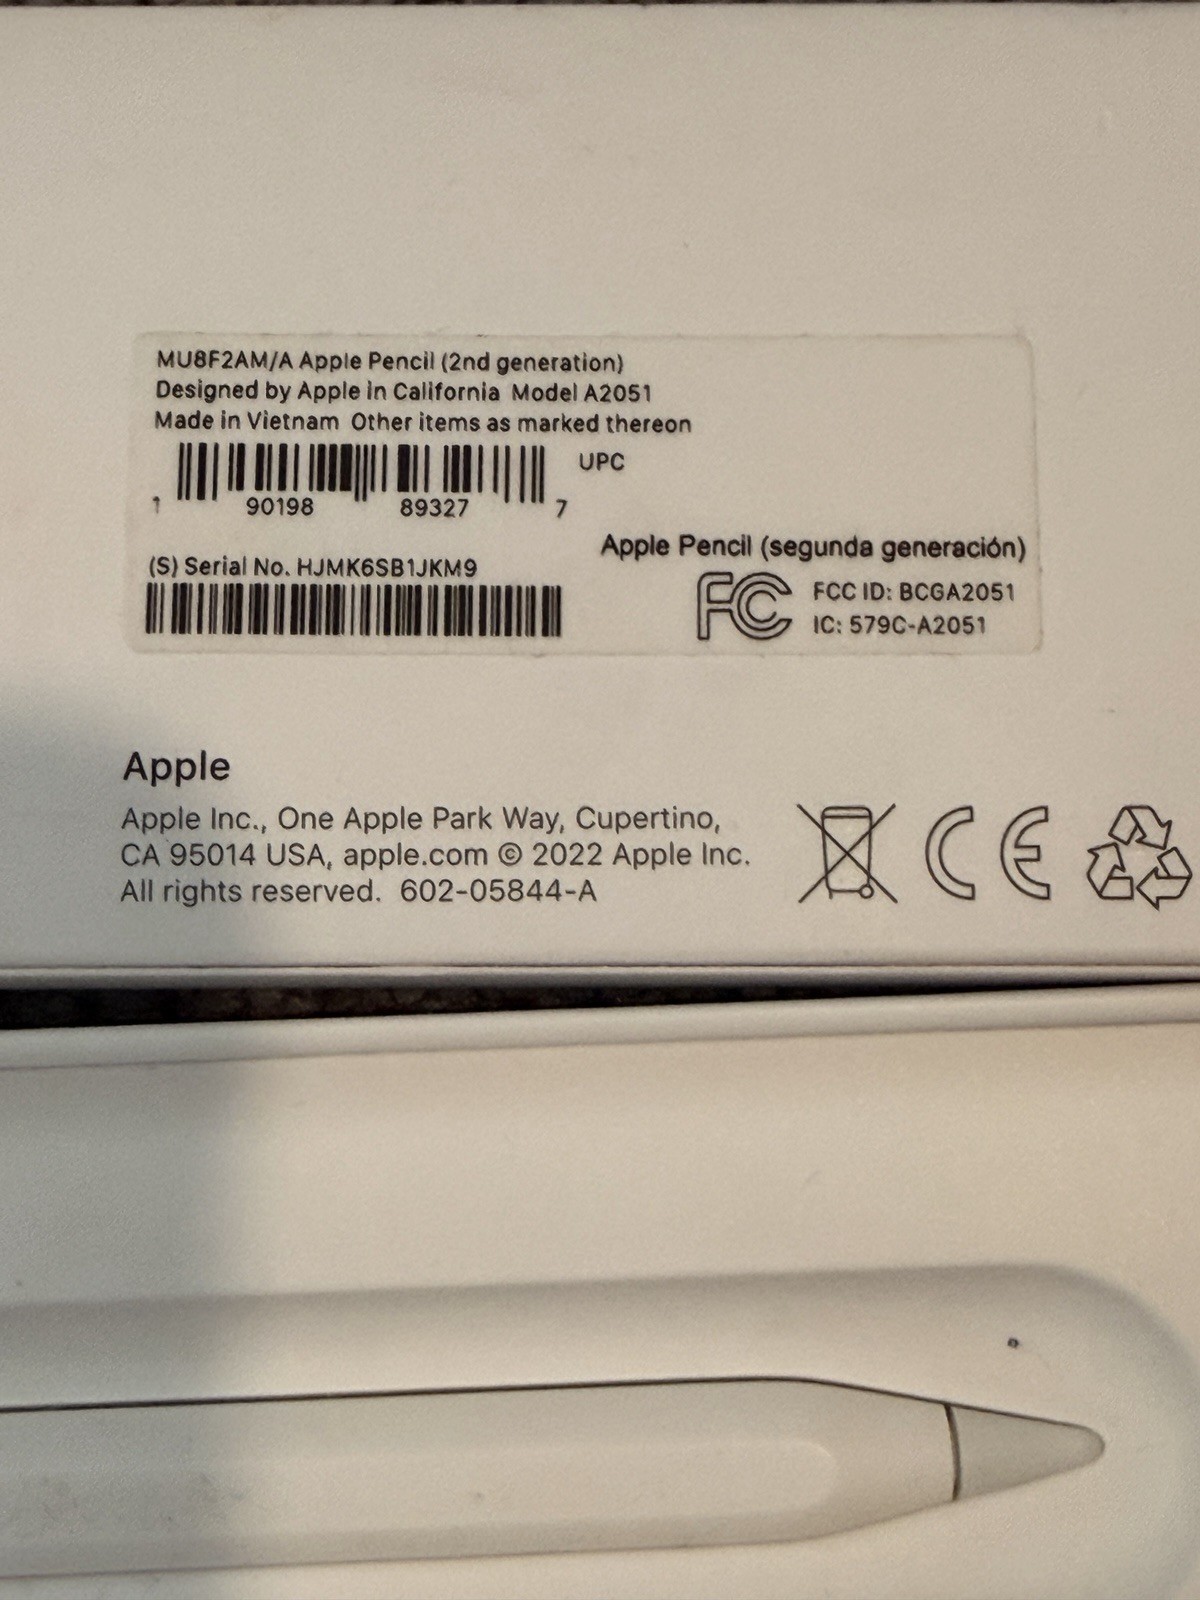 MU8F2AM/A Apple Pencil (2nd generation)
Designed by Apple in California Model A2051
Made in Vietnam Other items as marked thereon
UPC
1 90198 89327 7
Apple Pencil (segunda generación)
(S) Serial No. HJMK6SB1JKM9
FC FCC ID: BCGA2051
IC: 579C-A2051
Apple
Apple Inc., One Apple Park Way, Cupertino,
CA 95014 USA, apple.com © 2022 Apple Inc.
All rights reserved. 602-05844-A
CE